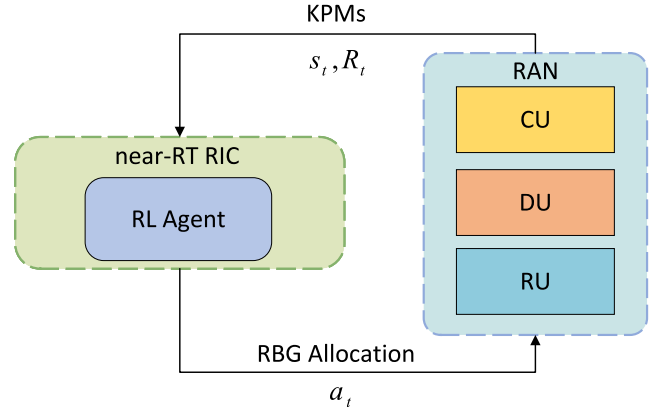 KPMs
s_t, R_t
RAN
CU
near-RT RIC
DU
RL Agent
RU
RBG Allocation
a_t